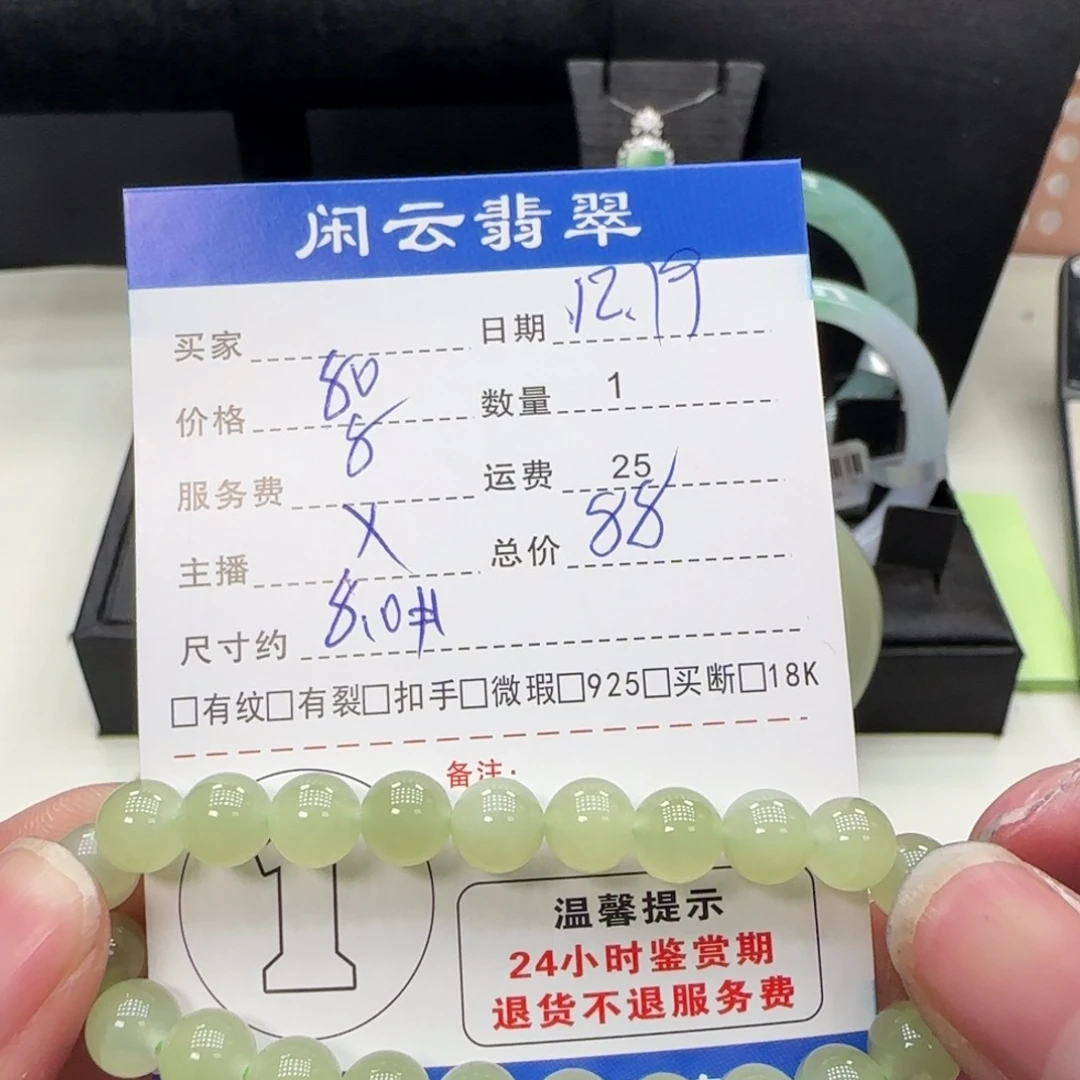 闲云翡翠
买家 日期 12.19
价格 80 数量 1
服务费 8 运费 25
主播 X 总价 88
尺寸约 8.0#
□有纹□有裂□扣手□微瑕□925□买断□18K
备注:
1
温馨提示
24小时鉴赏期
退货不退服务费